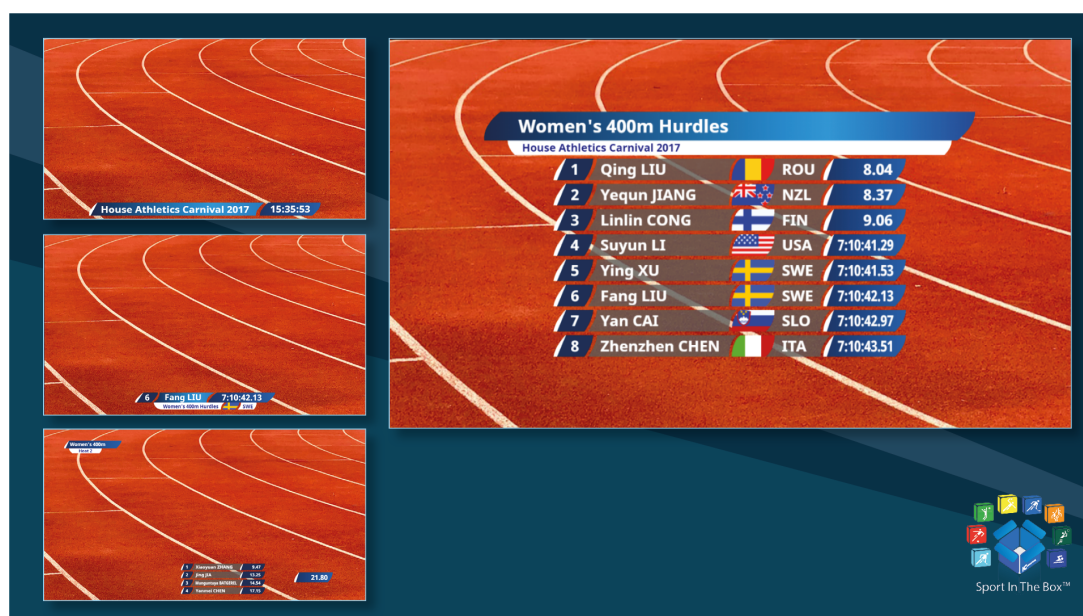 House Athletics Carnival 2017 15:35:53
6 Fang LIU 7:10:42.13
Women's 400m Hurdles SWE
Women's 400m
Heat 2
1 Xiaoyuan ZHANG 9.47
2 Jing JIA 13.25
3 Munguntuya BATGEREL 14.54
4 Yanmei CHEN 17.15
21.80
Women's 400m Hurdles
House Athletics Carnival 2017
1 Qing LIU ROU 8.04
2 Yequn JIANG NZL 8.37
3 Linlin CONG FIN 9.06
4 Suyun LI USA 7:10:41.29
5 Ying XU SWE 7:10:41.53
6 Fang LIU SWE 7:10:42.13
7 Yan CAI SLO 7:10:42.97
8 Zhenzhen CHEN ITA 7:10:43.51
Sport In The Box™